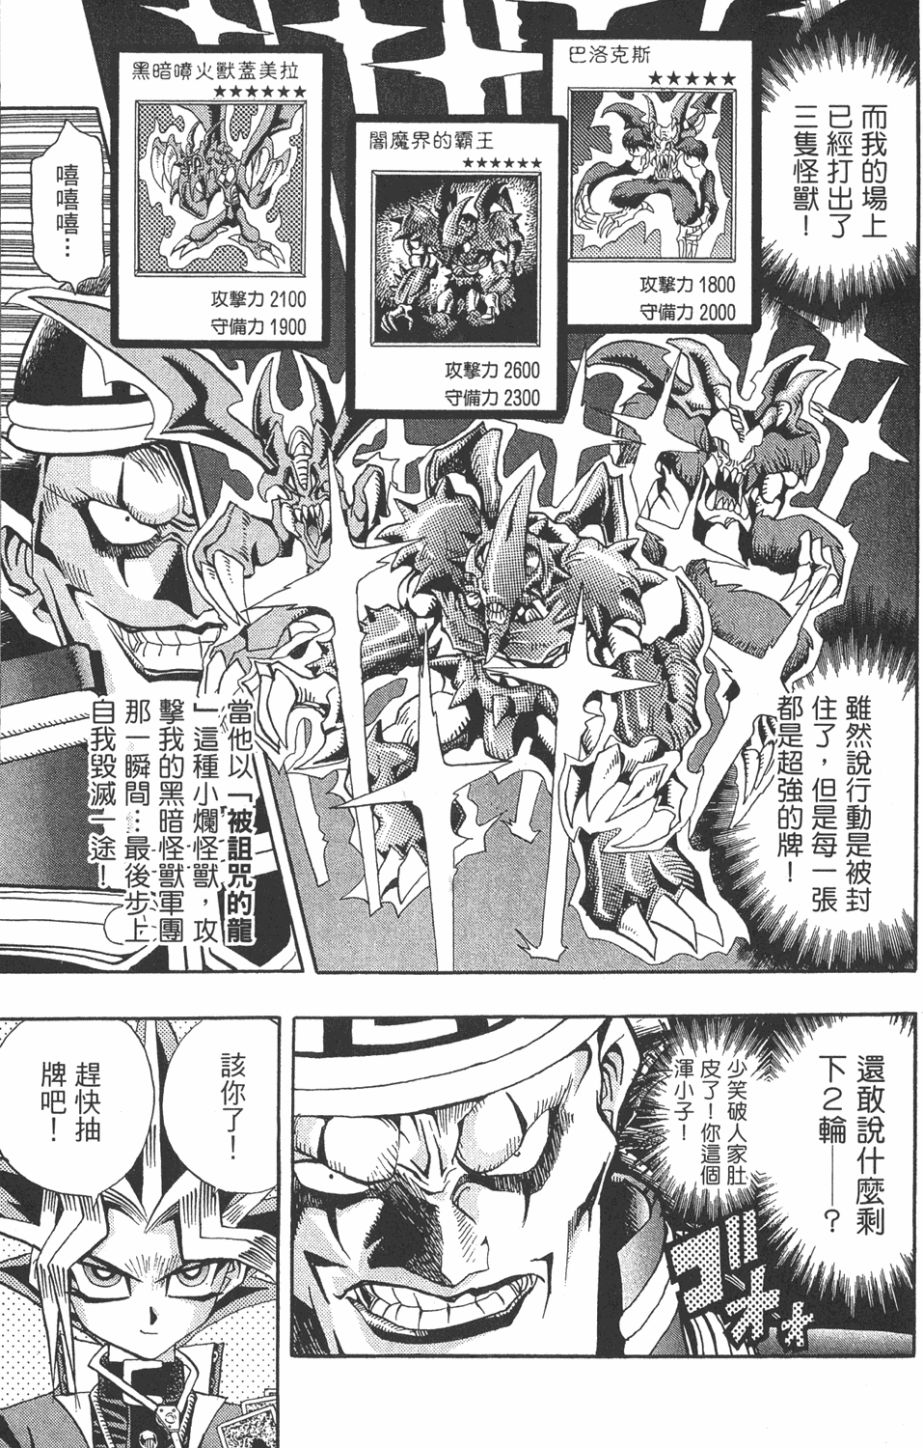 而我的場上
已經打出了
三隻怪獸！
巴洛克斯
★★★★★
攻擊力 1800
守備力 2000
闇魔界的霸王
★★★★★★
攻擊力 2600
守備力 2300
黑暗噴火獸蓋美拉
★★★★★★
攻擊力 2100
守備力 1900
嘻嘻嘻…
雖然說行動是被封
住了，但是每一張
都是超強的牌！
當他以「被詛咒的龍
」這種小爛怪獸，攻
擊我的黑暗怪獸軍團
那一瞬間…最後步上
自我毀滅一途！
還敢說什麼剩
下2輪──？
少笑破人家肚
皮了！你這個
渾小子！
ゴオオ
該你了！
趕快抽
牌吧！